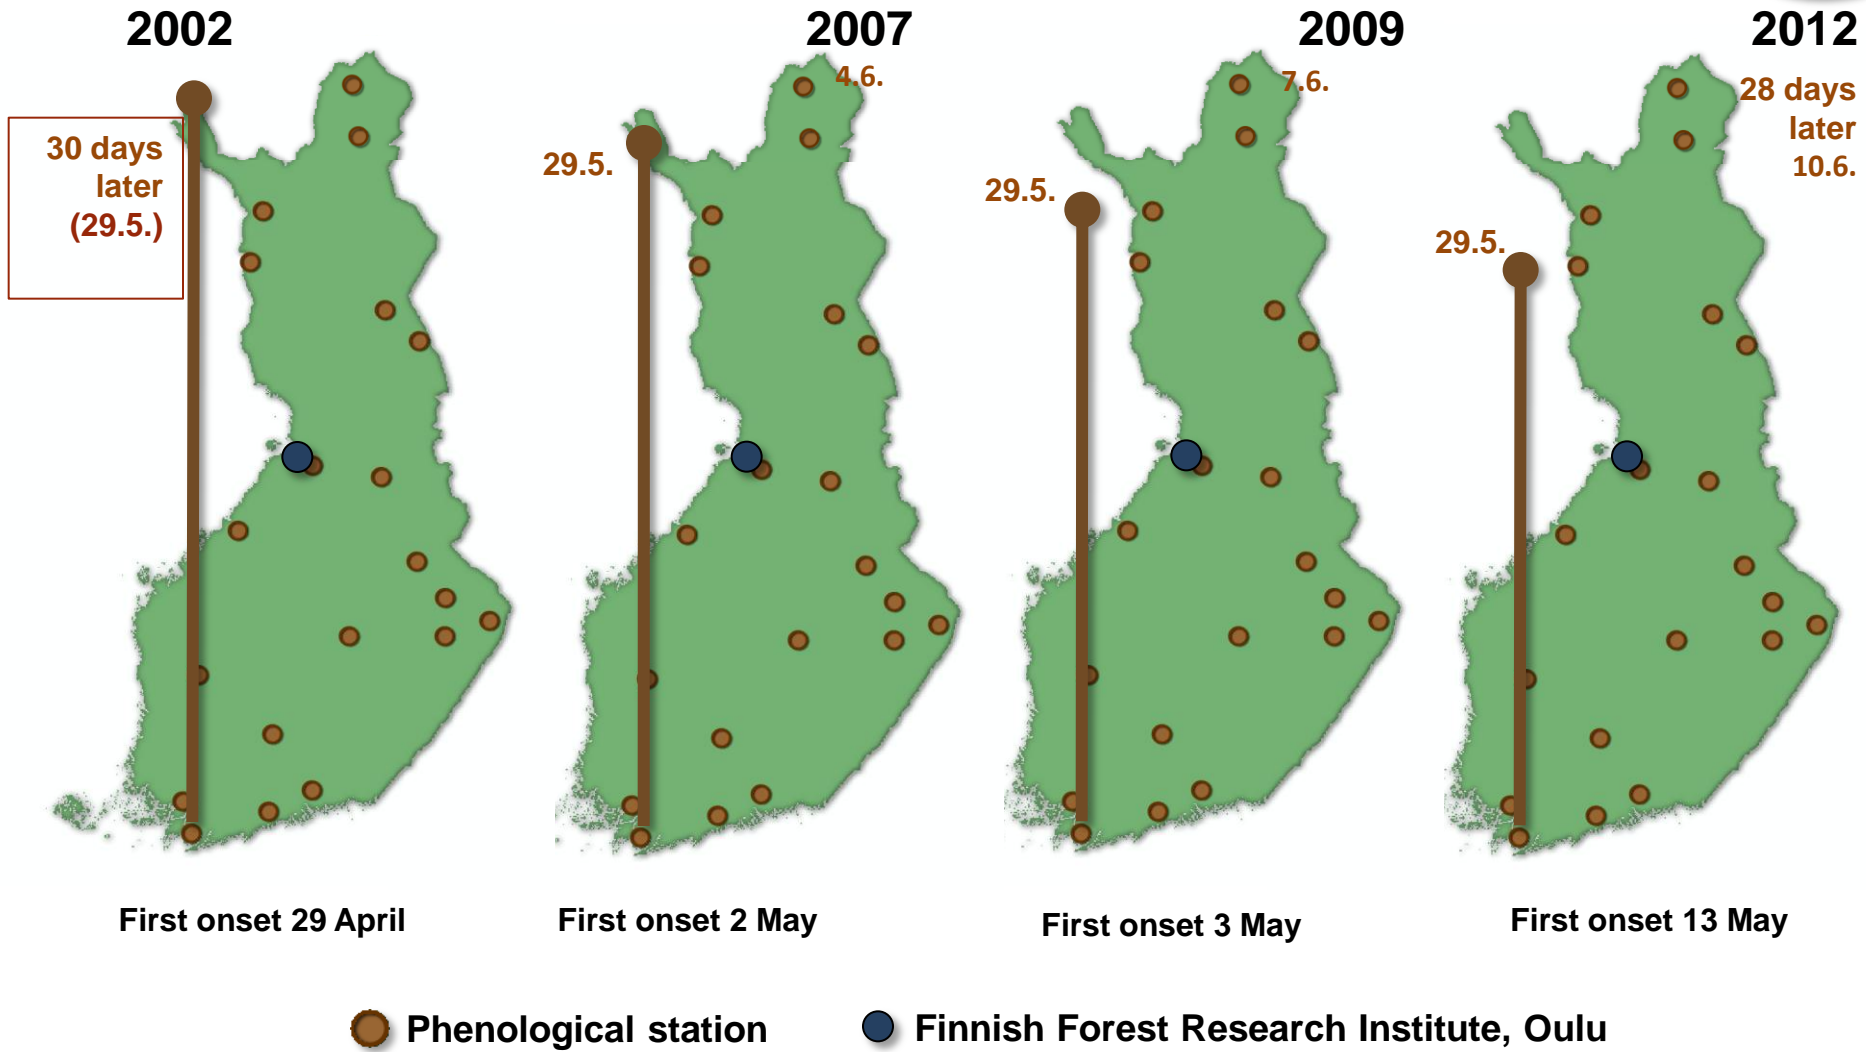 2002
2007
2009
2012
30 days
later
(29.5.)
4.6.
29.5.
7.6.
29.5.
28 days
later
10.6.
29.5.
First onset 29 April
First onset 2 May
First onset 3 May
First onset 13 May
Phenological station
Finnish Forest Research Institute, Oulu